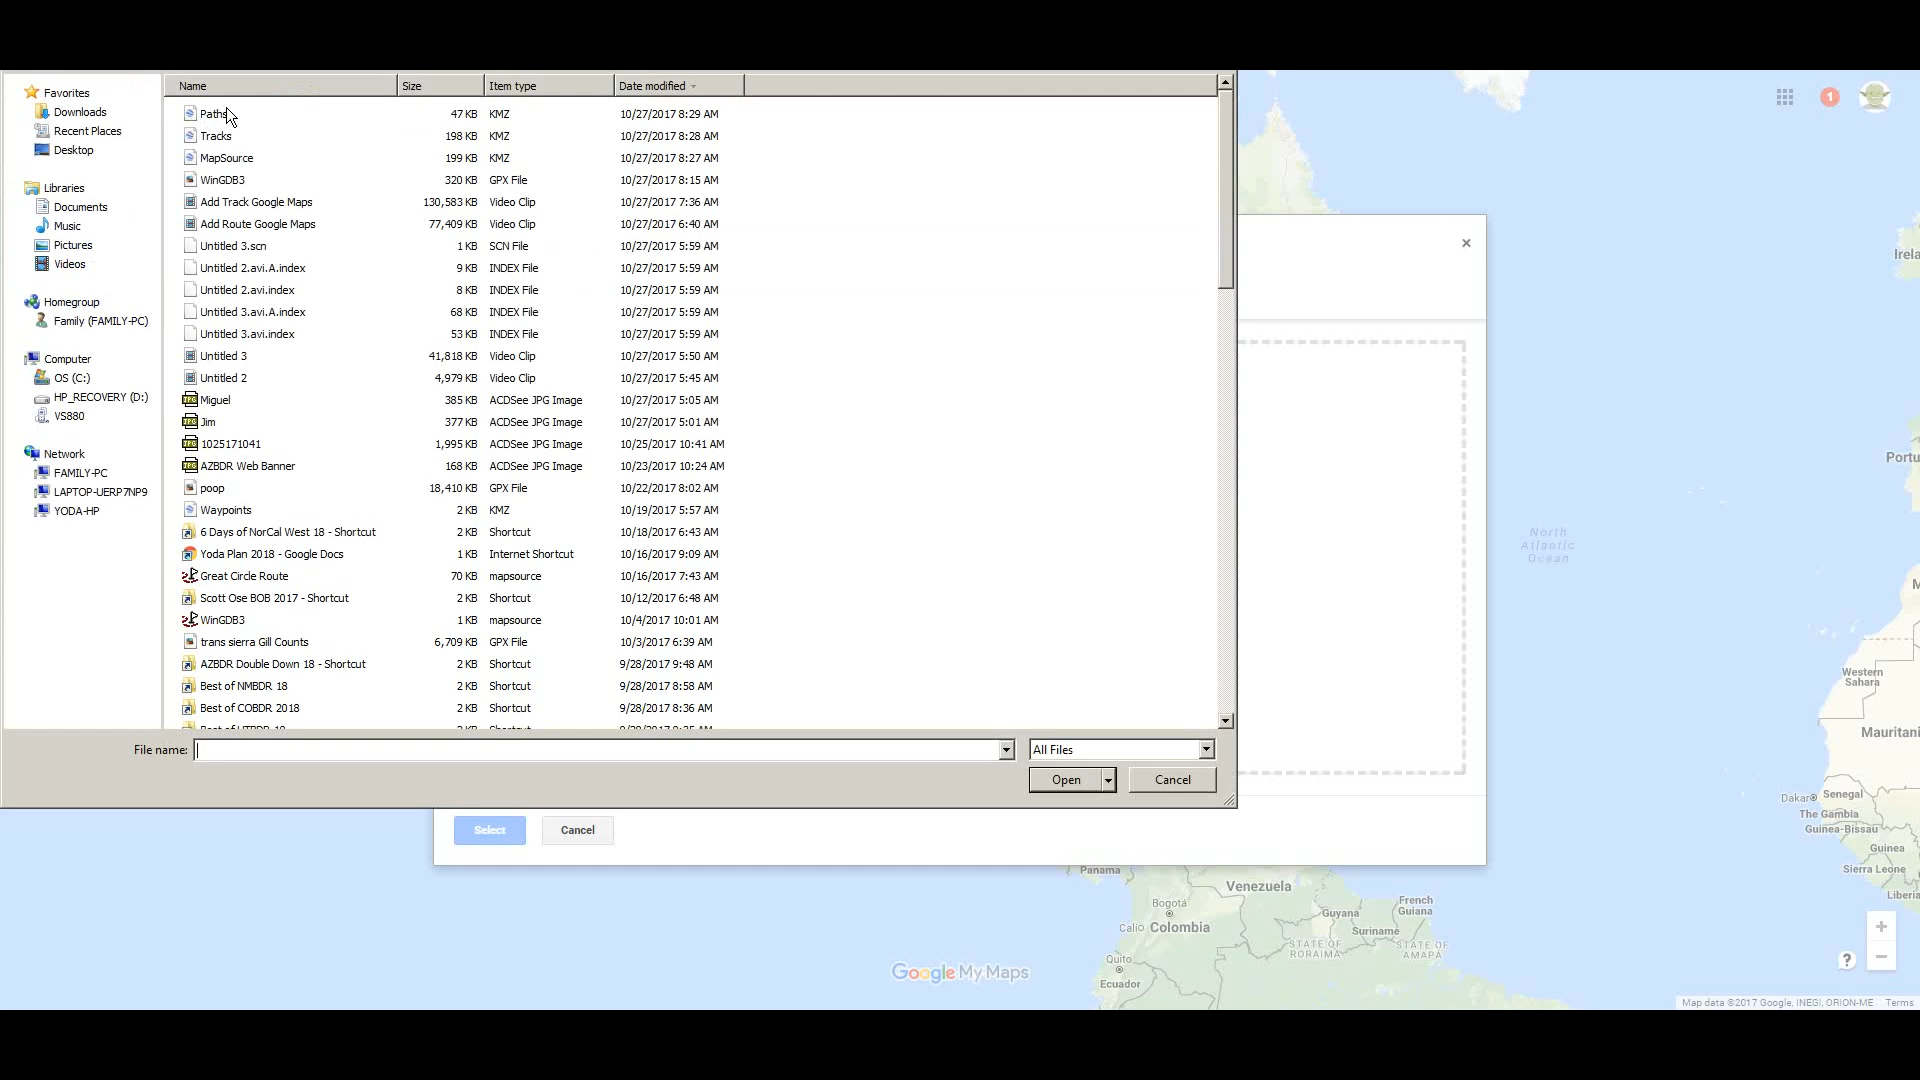 Name Size Item type Date modified
Favorites
Downloads
Recent Places
Desktop
Libraries
Documents
Music
Pictures
Videos
Homegroup
Family (FAMILY-PC)
Computer
OS (C:)
HP_RECOVERY (D:)
VS880
Network
FAMILY-PC
LAPTOP-UERP7NP9
YODA-HP
Paths 47 KB KMZ 10/27/2017 8:29 AM
Tracks 198 KB KMZ 10/27/2017 8:28 AM
MapSource 199 KB KMZ 10/27/2017 8:27 AM
WinGDB3 320 KB GPX File 10/27/2017 8:15 AM
Add Track Google Maps 130,583 KB Video Clip 10/27/2017 7:36 AM
Add Route Google Maps 77,409 KB Video Clip 10/27/2017 6:40 AM
Untitled 3.scn 1 KB SCN File 10/27/2017 5:59 AM
Untitled 2.avi.A.index 9 KB INDEX File 10/27/2017 5:59 AM
Untitled 2.avi.index 8 KB INDEX File 10/27/2017 5:59 AM
Untitled 3.avi.A.index 68 KB INDEX File 10/27/2017 5:59 AM
Untitled 3.avi.index 53 KB INDEX File 10/27/2017 5:59 AM
Untitled 3 41,818 KB Video Clip 10/27/2017 5:50 AM
Untitled 2 4,979 KB Video Clip 10/27/2017 5:45 AM
Miguel 385 KB ACDSee JPG Image 10/27/2017 5:05 AM
Jim 377 KB ACDSee JPG Image 10/27/2017 5:01 AM
1025171041 1,995 KB ACDSee JPG Image 10/25/2017 10:41 AM
AZBDR Web Banner 168 KB ACDSee JPG Image 10/23/2017 10:24 AM
poop 18,410 KB GPX File 10/22/2017 8:02 AM
Waypoints 2 KB KMZ 10/19/2017 5:57 AM
6 Days of NorCal West 18 - Shortcut 2 KB Shortcut 10/18/2017 6:43 AM
Yoda Plan 2018 - Google Docs 1 KB Internet Shortcut 10/16/2017 9:09 AM
Great Circle Route 70 KB mapsource 10/16/2017 7:43 AM
Scott Ose BOB 2017 - Shortcut 2 KB Shortcut 10/12/2017 6:48 AM
WinGDB3 1 KB mapsource 10/4/2017 10:01 AM
trans sierra Gill Counts 6,709 KB GPX File 10/3/2017 6:39 AM
AZBDR Double Down 18 - Shortcut 2 KB Shortcut 9/28/2017 9:48 AM
Best of NMBDR 18 2 KB Shortcut 9/28/2017 8:58 AM
Best of COBDR 2018 2 KB Shortcut 9/28/2017 8:36 AM
File name: All Files
Open Cancel
Select Cancel
1
×
Irela
Portu
North
Atlantic
Ocean
Western
Sahara
Mauritani
Dakar Senegal
The Gambia
Guinea-Bissau
Guinea
Sierra Leone
Liberia
Panama
Venezuela
Bogotá
Calio Colombia
French
Guiana
Guyana
Suriname
STATE OF
RORAIMA
STATE OF
AMAPA
Quito
Ecuador
Google My Maps
+
?
−
Map data ©2017 Google, INEGI, ORION-ME Terms